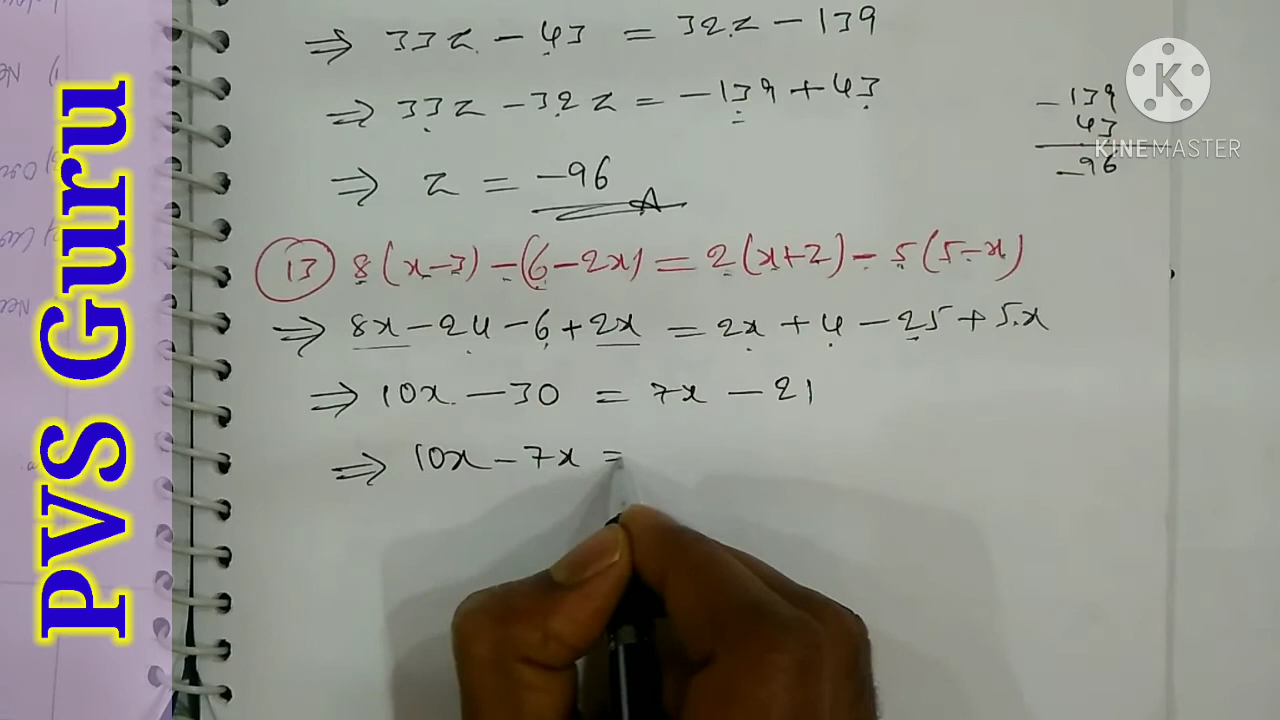 ⇒ 33z - 43 = 32z - 139
⇒ 33z - 32z = -139 + 43
⇒ z = -96 A
-139
43
-96
KINEMASTER
PVS Guru
13 8(x-3) - (6-2x) = 2(x+2) - 5(5-x)
⇒ 8x - 24 - 6 + 2x = 2x + 4 - 25 + 5x
⇒ 10x - 30 = 7x - 21
⇒ 10x - 7x =